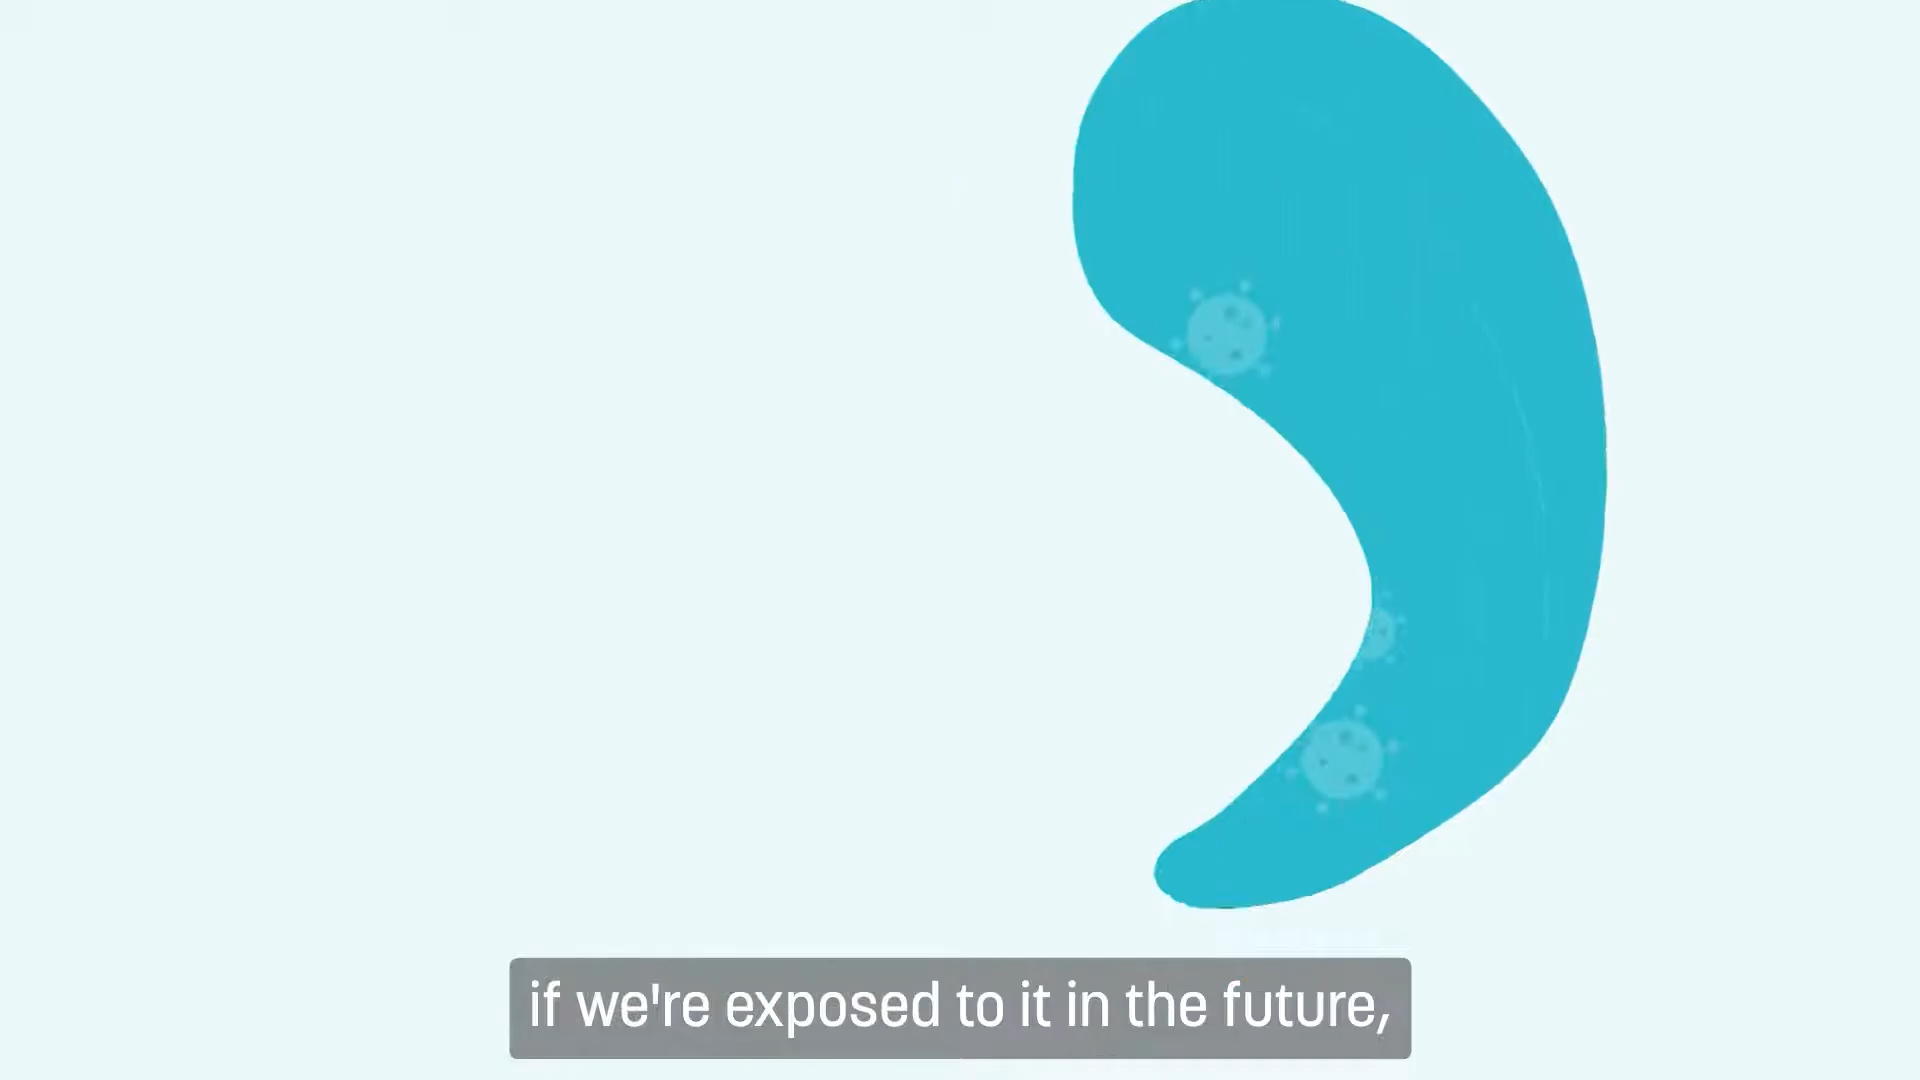 if we're exposed to it in the future,